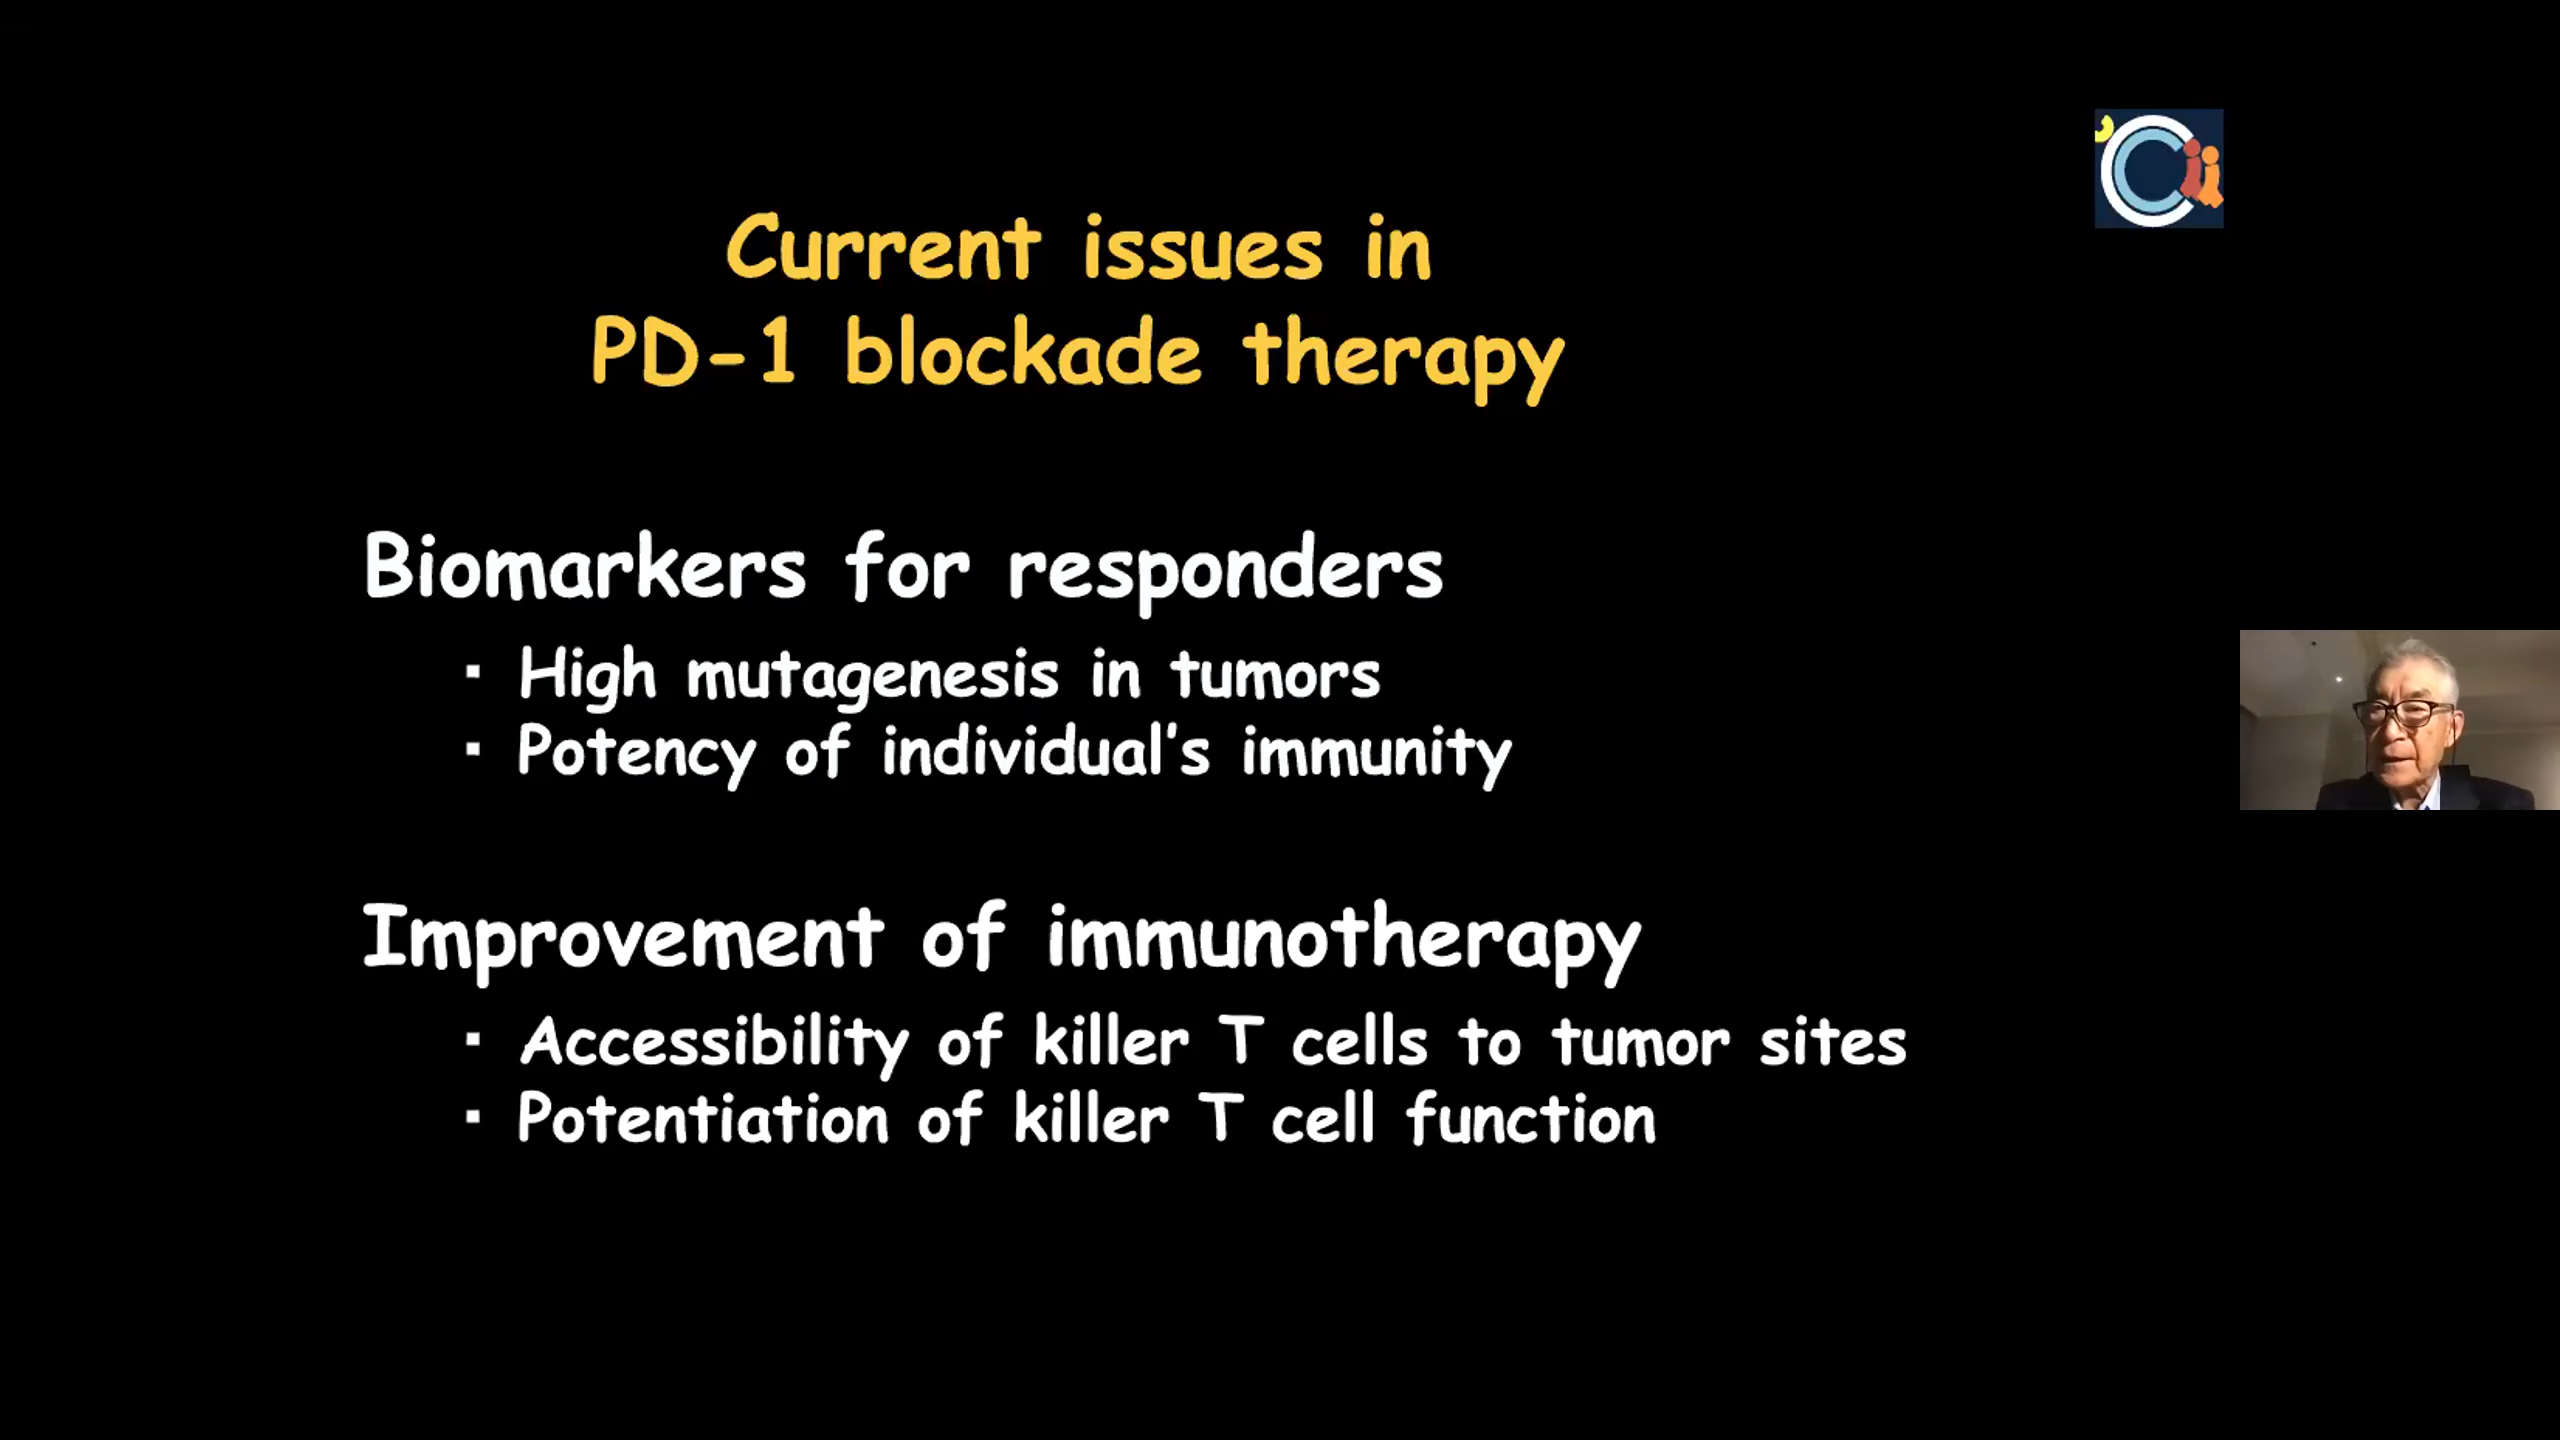 Current issues in
PD-1 blockade therapy
Biomarkers for responders
▪ High mutagenesis in tumors
▪ Potency of individual's immunity
Improvement of immunotherapy
▪ Accessibility of killer T cells to tumor sites
▪ Potentiation of killer T cell function